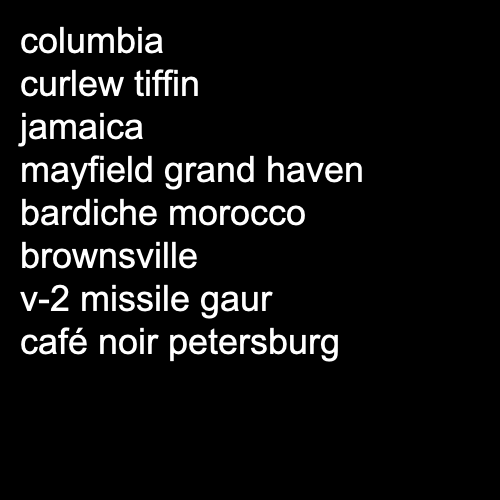 columbia
curlew tiffin
jamaica
mayfield grand haven
bardiche morocco
brownsville
v-2 missile gaur
café noir petersburg